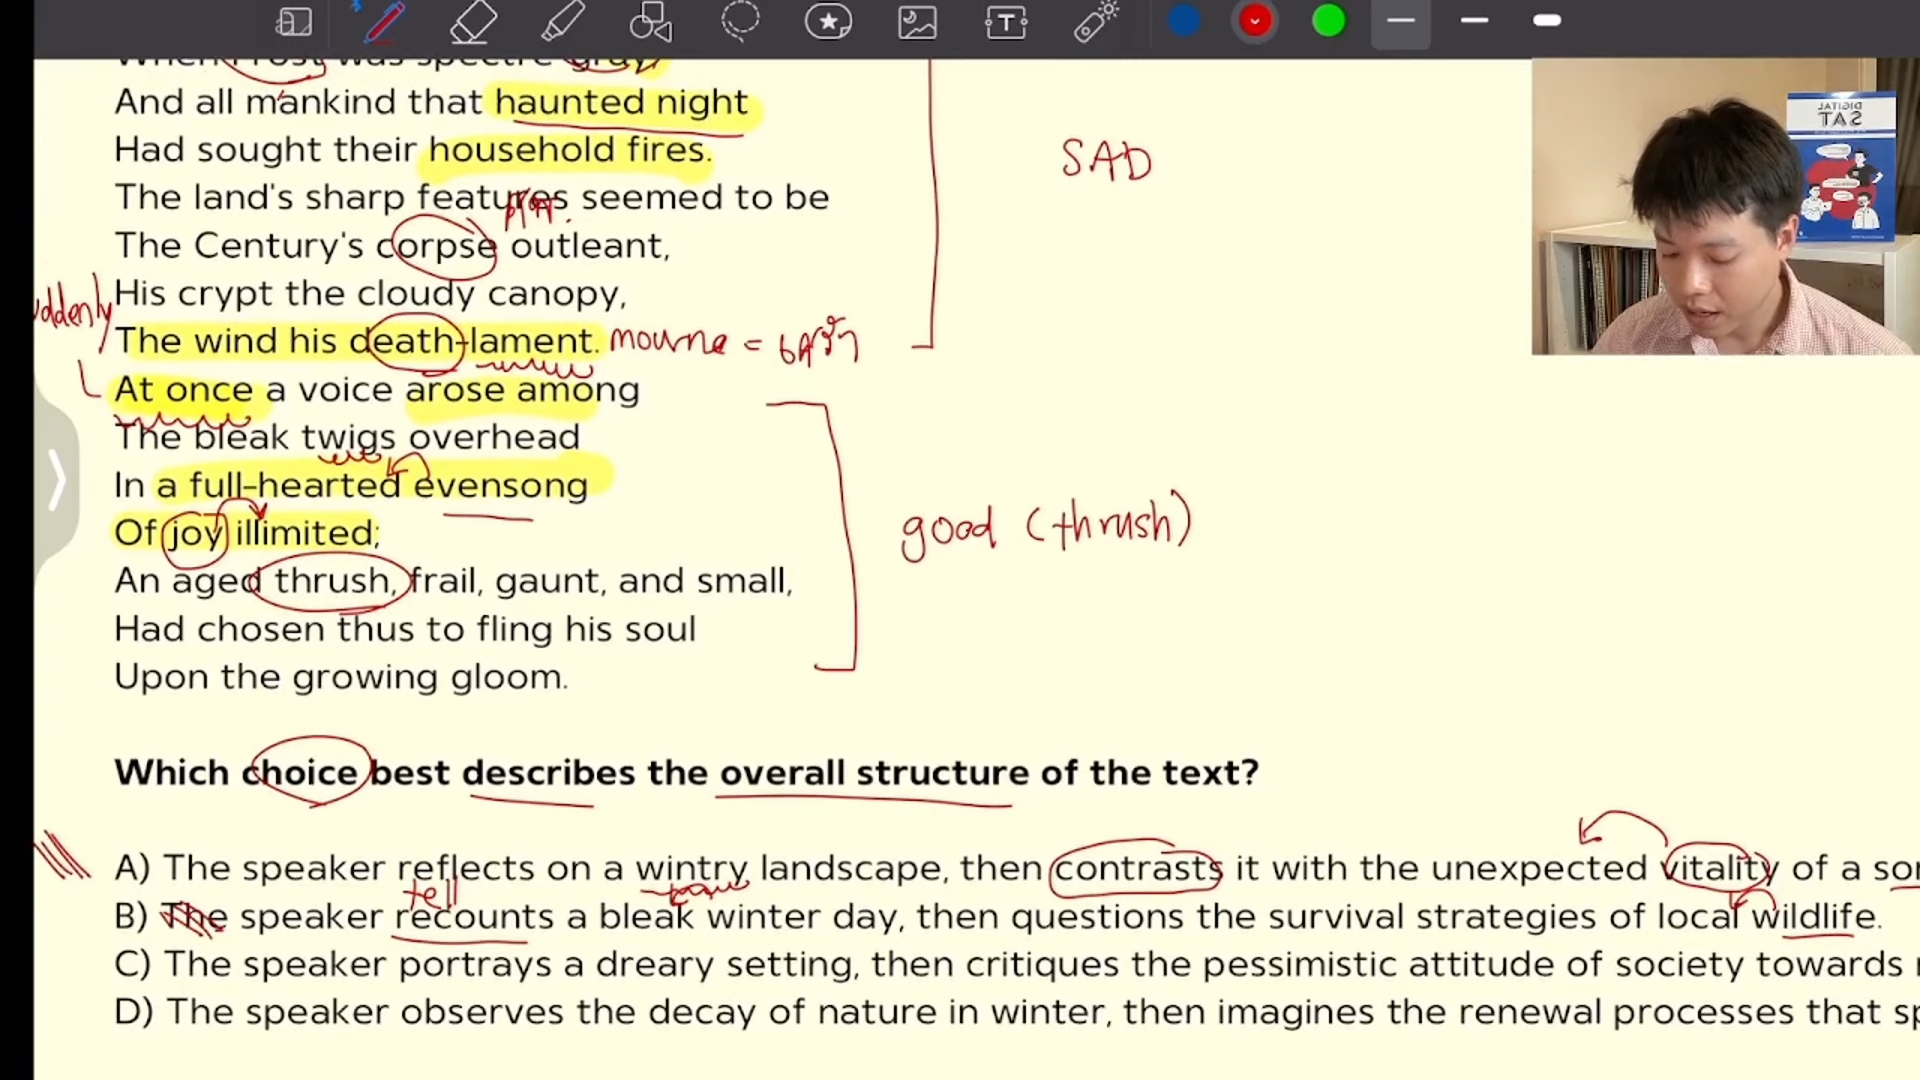 When Frost was spectre-gray,
And all mankind that haunted night
Had sought their household fires.
SAD
The land's sharp features seemed to be
The Century's corpse outleant,
His crypt the cloudy canopy,
The wind his death-lament. mourne =
At once a voice arose among
The bleak twigs overhead
In a full-hearted evensong
Of joy illimited;
good (thrush)
An aged thrush, frail, gaunt, and small,
Had chosen thus to fling his soul
Upon the growing gloom.
Which choice best describes the overall structure of the text?
A) The speaker reflects on a wintry landscape, then contrasts it with the unexpected vitality of a
tell
B) The speaker recounts a bleak winter day, then questions the survival strategies of local wildlife.
C) The speaker portrays a dreary setting, then critiques the pessimistic attitude of society towards
D) The speaker observes the decay of nature in winter, then imagines the renewal processes that
DIGITAL
SAT